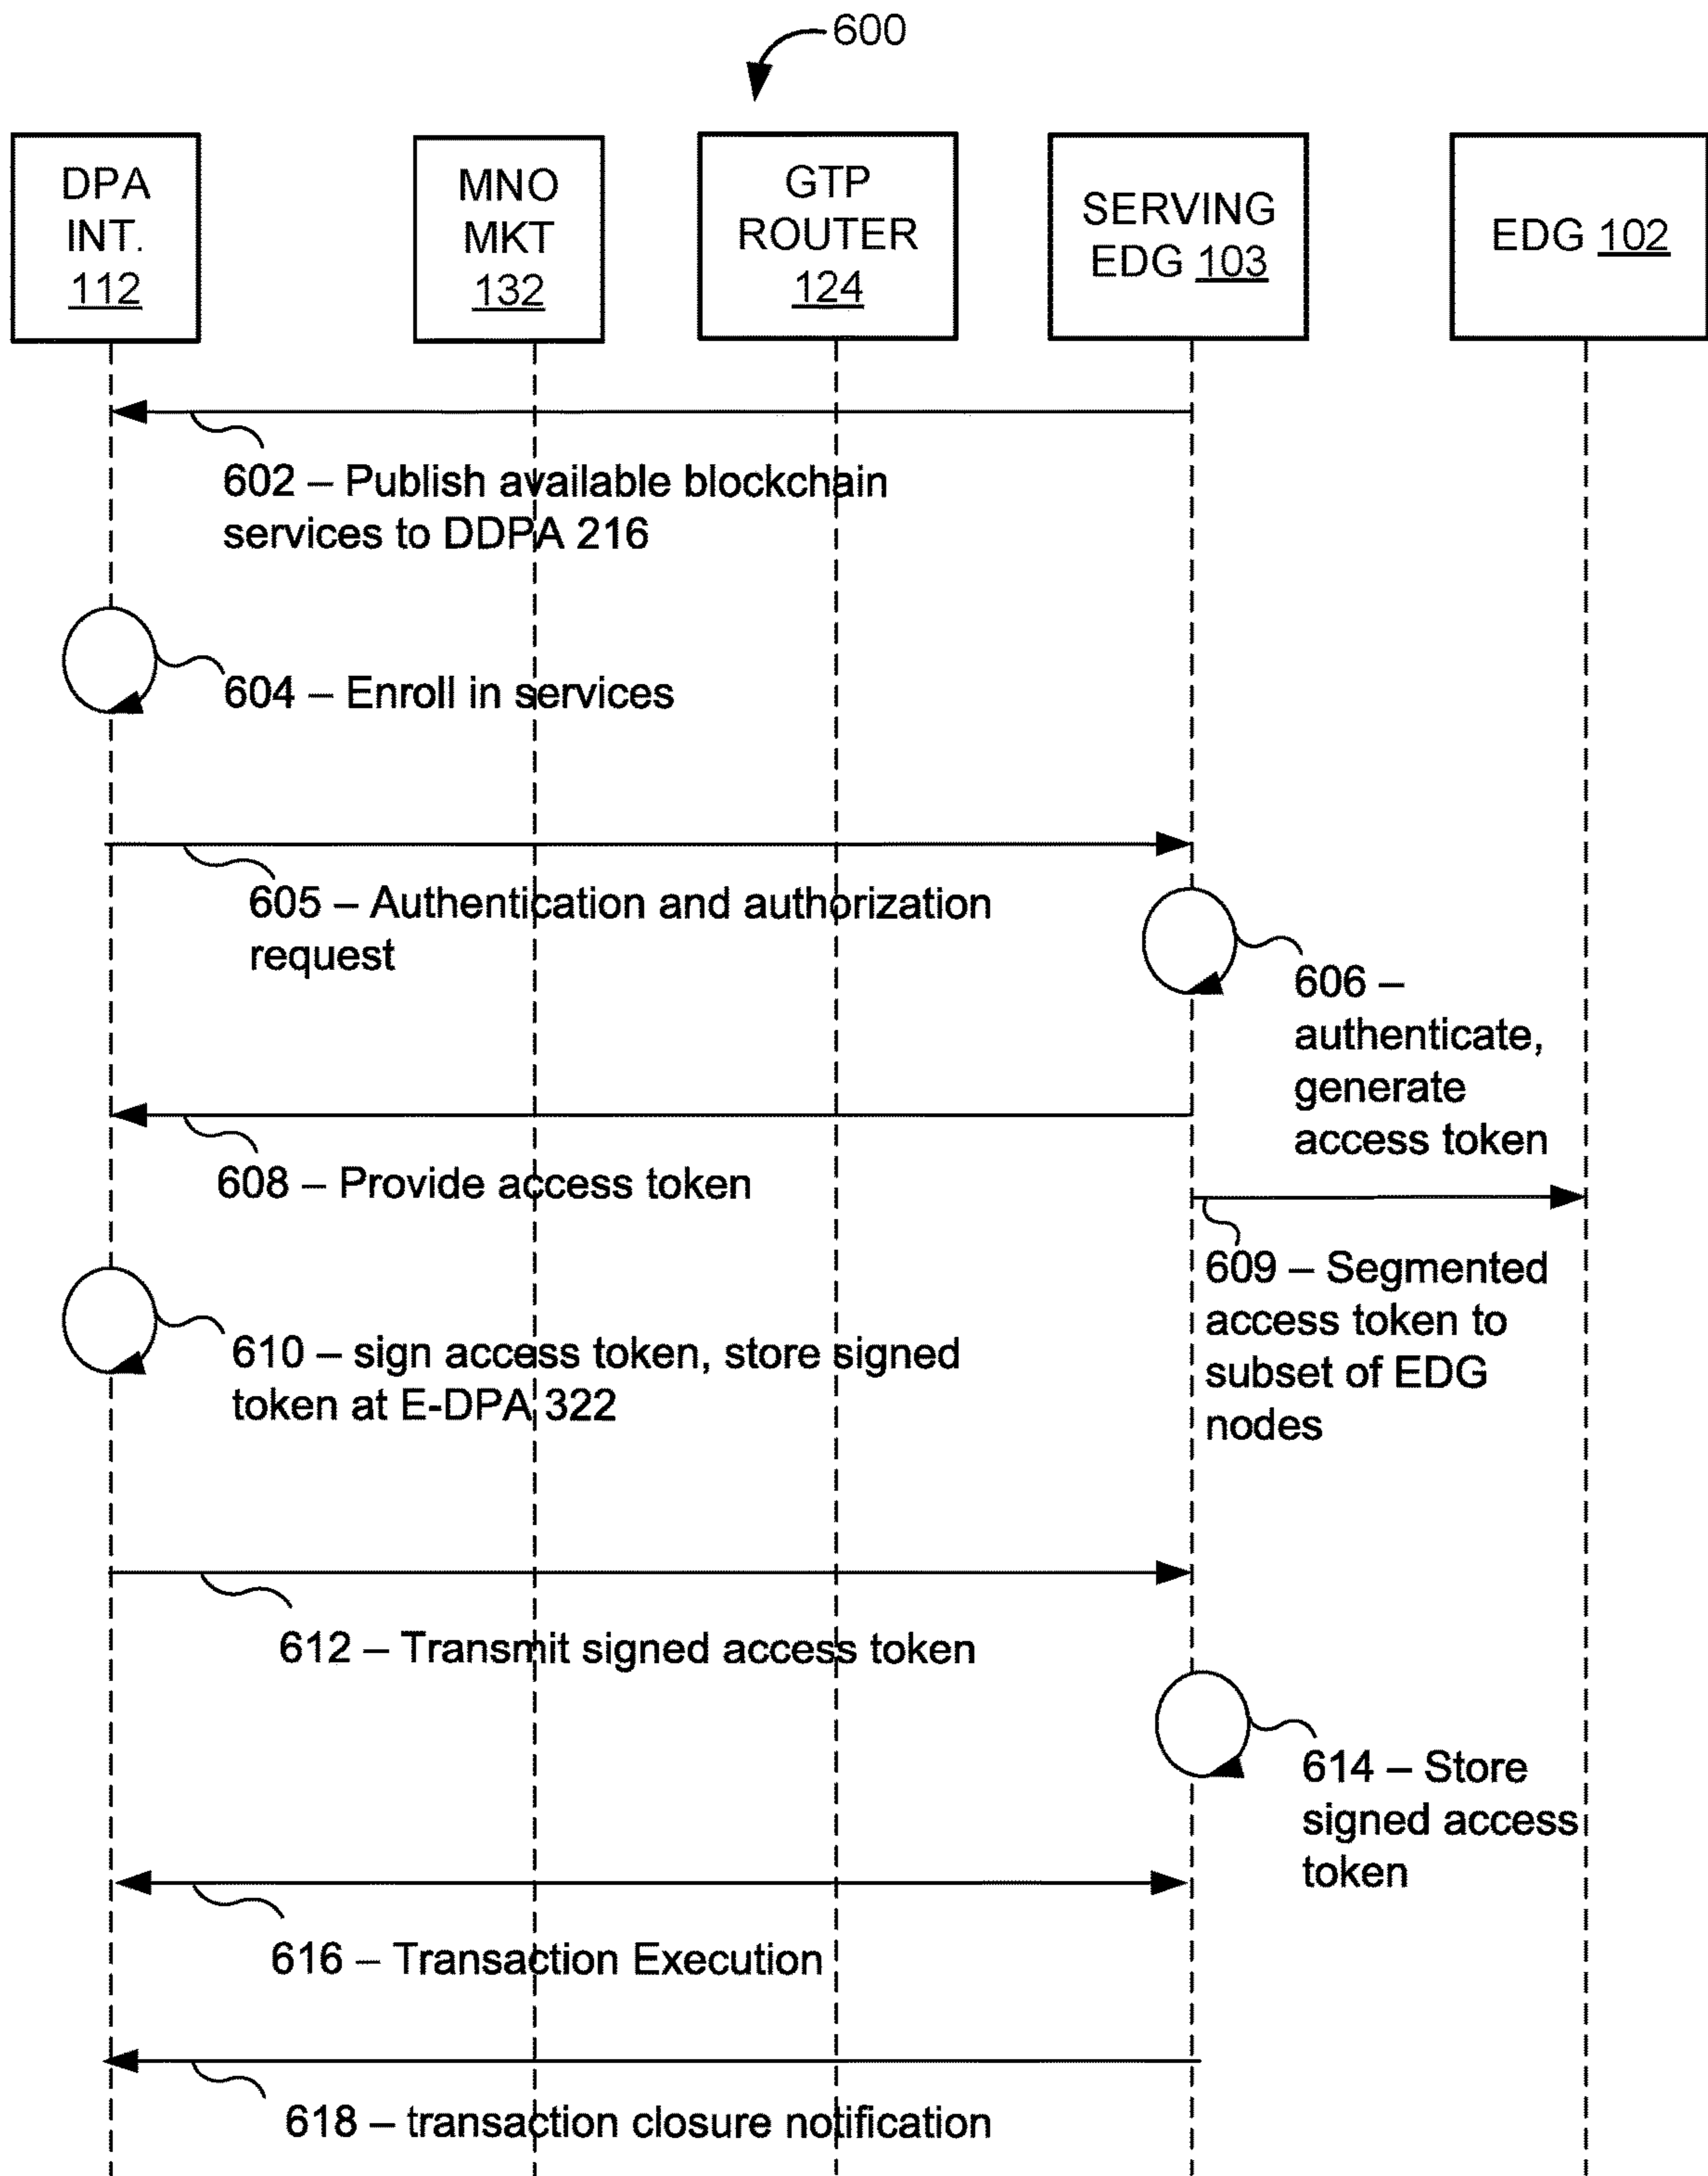 600
DPA
INT.
112
MNO
MKT
132
GTP
ROUTER
124
SERVING
EDG 103
EDG 102
602 – Publish available blockchain
services to DDPA 216
604 – Enroll in services
605 – Authentication and authorization
request
606 –
authenticate,
generate
access token
608 – Provide access token
609 – Segmented
access token to
subset of EDG
nodes
610 – sign access token, store signed
token at E-DPA 322
612 – Transmit signed access token
614 – Store
signed access
token
616 – Transaction Execution
618 – transaction closure notification